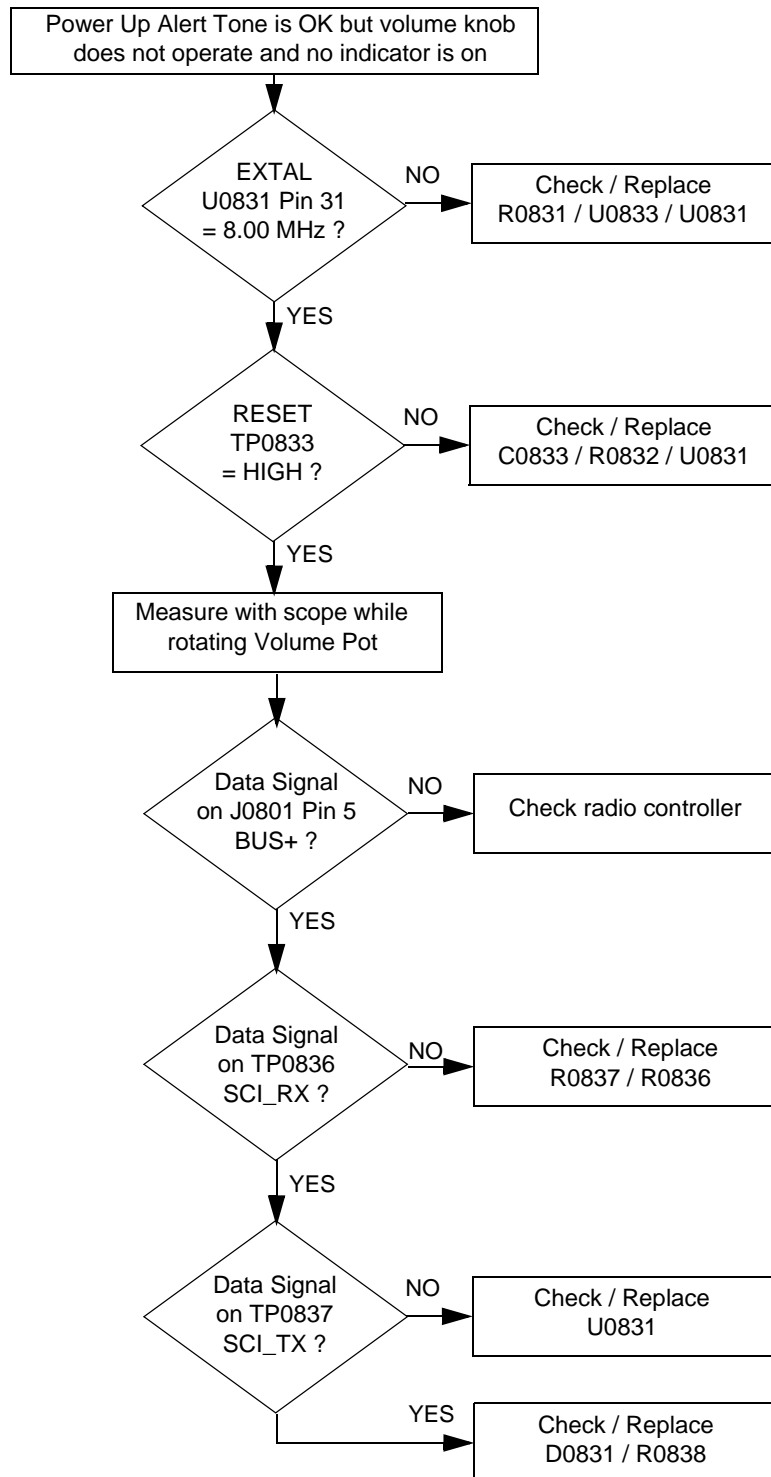 Power Up Alert Tone is OK but volume knob
does not operate and no indicator is on
EXTAL
U0831 Pin 31
= 8.00 MHz ?
NO
Check / Replace
R0831 / U0833 / U0831
YES
RESET
TP0833
= HIGH ?
NO
Check / Replace
C0833 / R0832 / U0831
YES
Measure with scope while
rotating Volume Pot
Data Signal
on J0801 Pin 5
BUS+ ?
NO
Check radio controller
YES
Data Signal
on TP0836
SCI_RX ?
NO
Check / Replace
R0837 / R0836
YES
Data Signal
on TP0837
SCI_TX ?
NO
Check / Replace
U0831
YES
Check / Replace
D0831 / R0838